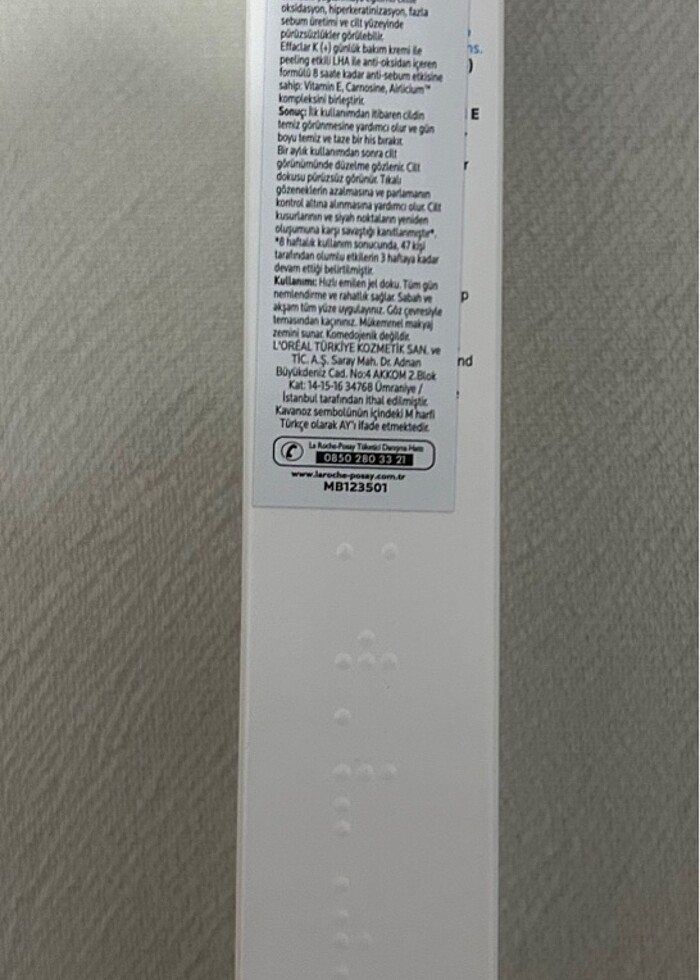 oksidasyon, hiperkeratinizasyon, fazla
sebum üretimi ve cilt yüzeyinde
pürüzsüzlükler görülebilir.
Effaclar K (+) günlük bakım kremi ile
peeling etkili LHA ile anti-oksidan içeren
formülü 8 saate kadar anti-sebum etkisine
sahip: Vitamin E, Carnosine, Airlicium™
kompleksini birleştirir.
Sonuç: İlk kullanımdan itibaren cildin
temiz görünmesine yardımcı olur ve gün
boyu temiz ve taze bir his bırakır.
Bir aylık kullanımdan sonra cilt
görünümünde düzelme gözlenir. Cilt
dokusu pürüzsüz görünür. Tıkalı
gözeneklerin azalmasına ve parlamanın
kontrol altına alınmasına yardımcı olur. Cilt
kusurlarının ve siyah noktaların yeniden
oluşumuna karşı savaştığı kanıtlanmıştır*.
*8 haftalık kullanım sonucunda, 47 kişi
tarafından olumlu etkilerin 3 haftaya kadar
devam ettiği belirtilmiştir.
Kullanımı: Hızlı emilen jel doku. Tüm gün
nemlendirme ve rahatlık sağlar. Sabah ve
akşam tüm yüze uygulayınız. Göz çevresiyle
temasından kaçınınız. Mükemmel makyaj
zemini sunar. Komedojenik değildir.
L'ORÉAL TÜRKİYE KOZMETİK SAN. ve
TİC. A.Ş. Saray Mah. Dr. Adnan
Büyükdeniz Cad. No:4 AKKOM 2.Blok
Kat: 14-15-16 34768 Ümraniye /
İstanbul tarafından ithal edilmiştir.
Kavanoz sembolünün içindeki M harfi
Türkçe olarak AY'ı ifade etmektedir.
La Roche-Posay Tüketici Danışma Hattı
0850 280 33 21
www.laroche-posay.com.tr
MB123501
ns.
)
E
r
p
nd